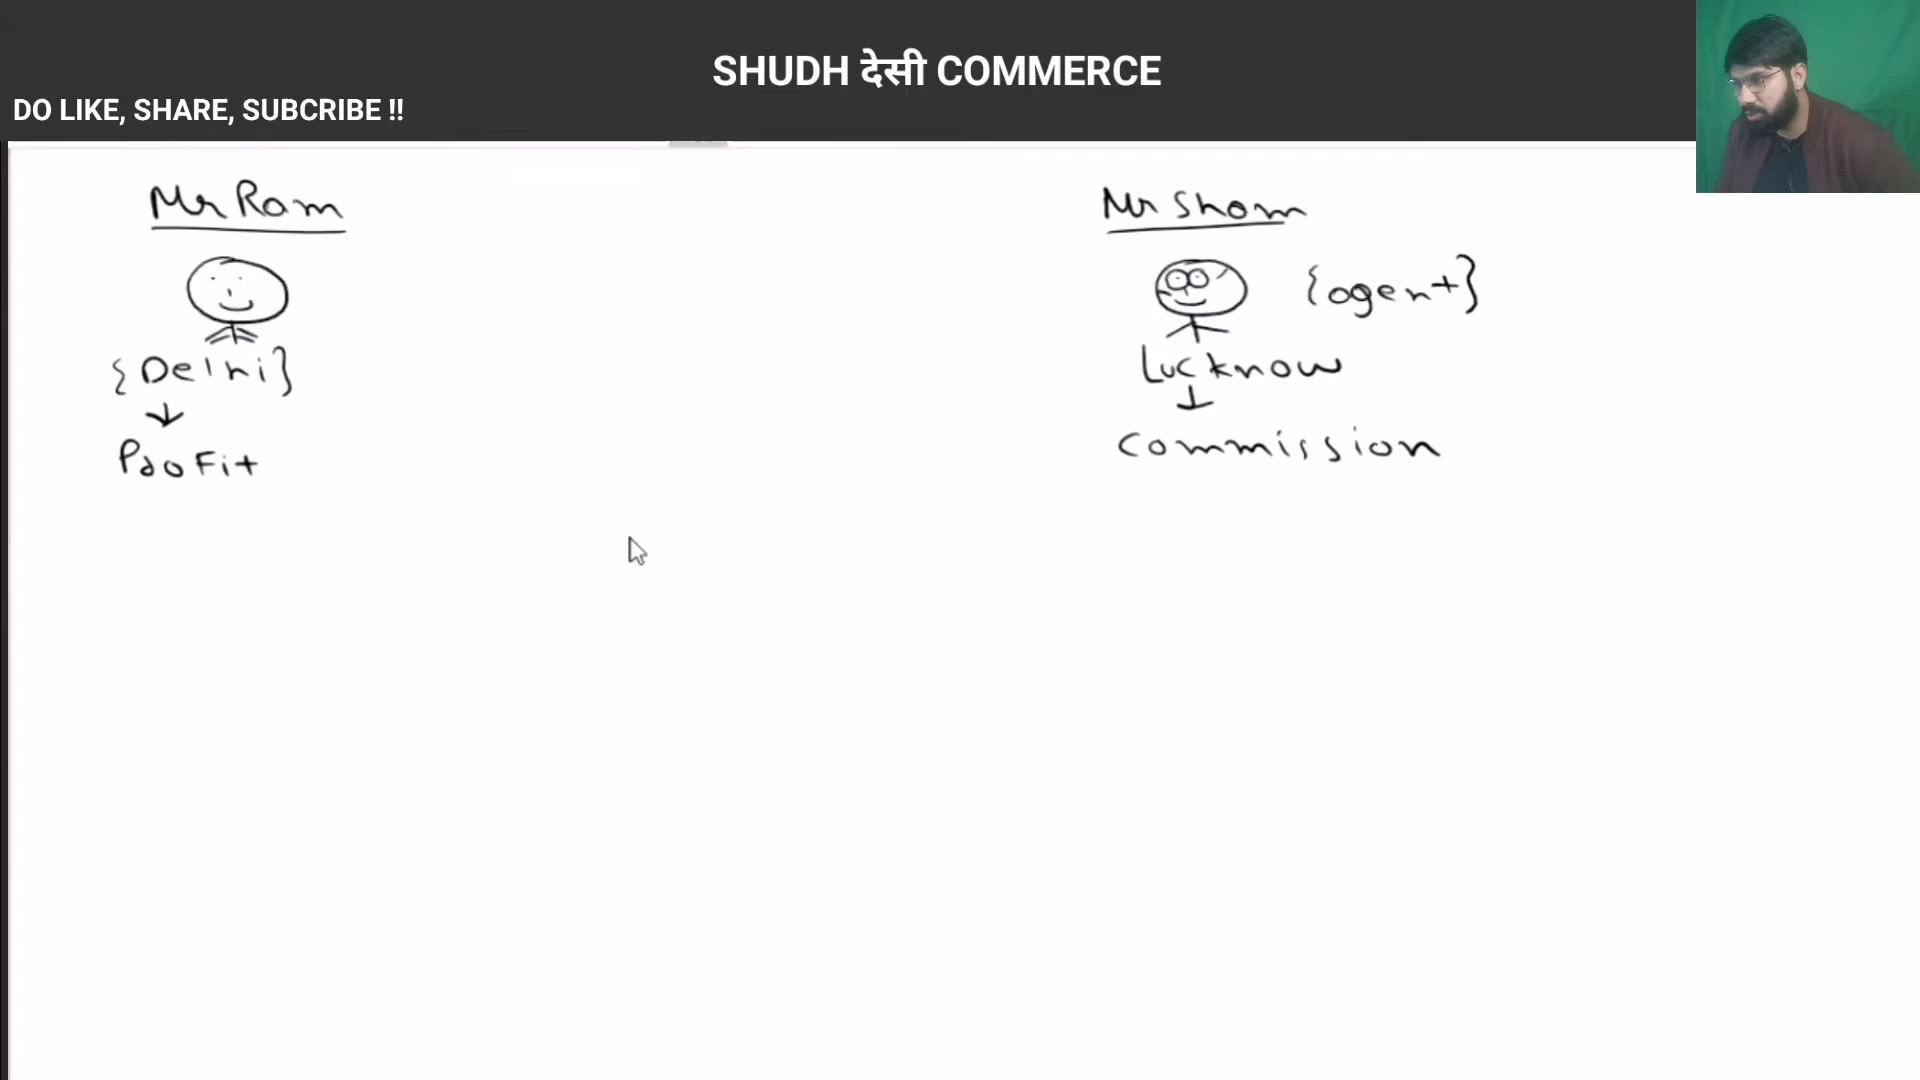 SHUDH देसी COMMERCE
DO LIKE, SHARE, SUBCRIBE !!
Mr Ram
{Delhi}
↓
Profit
Mr Sham
{agent}
Lucknow
↓
Commission